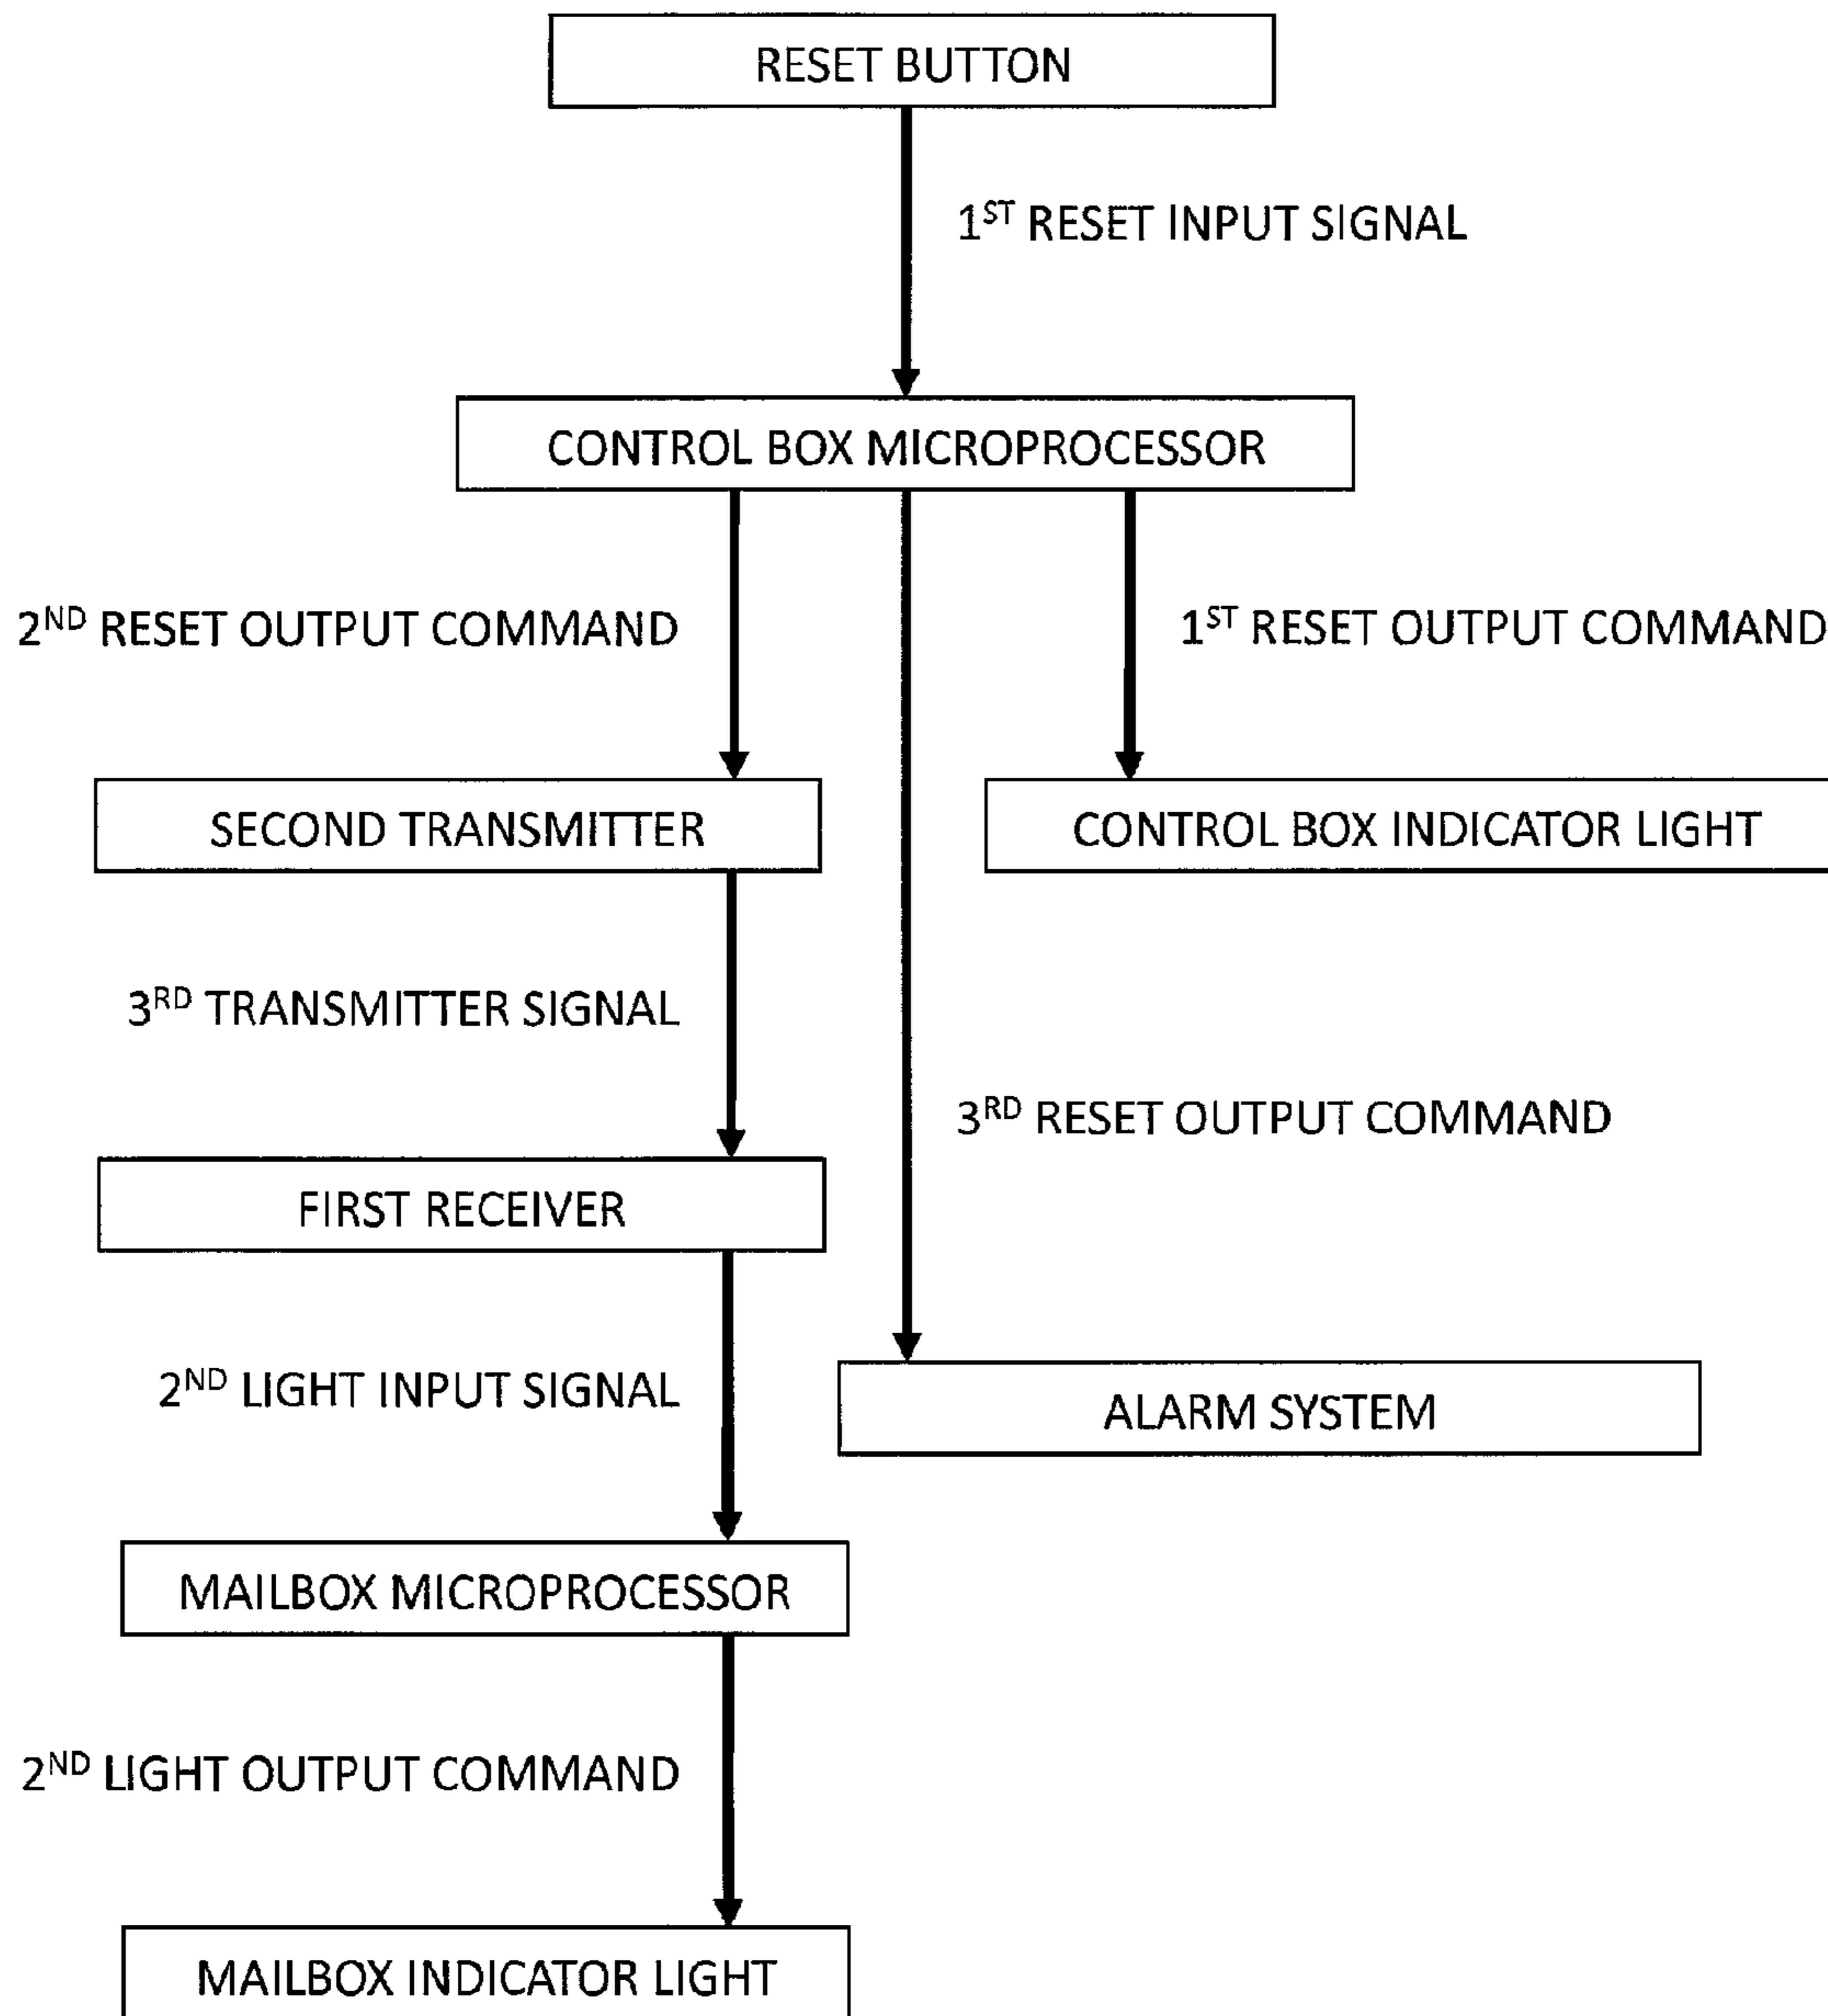 RESET BUTTON
1ST RESET INPUT SIGNAL
CONTROL BOX MICROPROCESSOR
2ND RESET OUTPUT COMMAND
1ST RESET OUTPUT COMMAND
SECOND TRANSMITTER
CONTROL BOX INDICATOR LIGHT
3RD TRANSMITTER SIGNAL
3RD RESET OUTPUT COMMAND
FIRST RECEIVER
2ND LIGHT INPUT SIGNAL
ALARM SYSTEM
MAILBOX MICROPROCESSOR
2ND LIGHT OUTPUT COMMAND
MAILBOX INDICATOR LIGHT